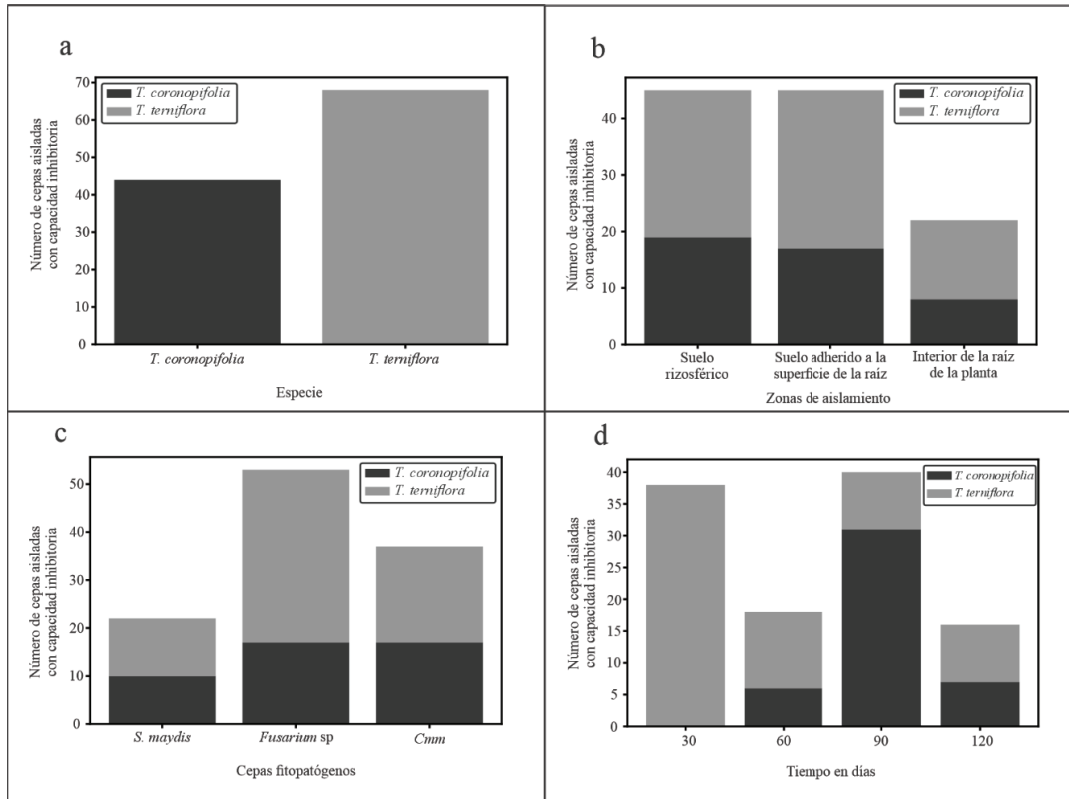 a
Número de cepas aisladas
con capacidad inhibitoria
70
60
50
40
30
20
10
0
T. coronopifolia
T. terniflora
T. coronopifolia
T. terniflora
Especie
b
Número de cepas aisladas
con capacidad inhibitoria
40
30
20
10
0
T. coronopifolia
T. terniflora
Suelo
rizosférico
Suelo adherido a la
superficie de la raíz
Interior de la raíz
de la planta
Zonas de aislamiento
c
Número de cepas aisladas
con capacidad inhibitoria
50
40
30
20
10
0
T. coronopifolia
T. terniflora
S. maydis
Fusarium sp
Cmm
Cepas fitopatógenos
d
Número de cepas aisladas
con capacidad inhibitoria
40
35
30
25
20
15
10
5
0
T. coronopifolia
T. terniflora
30
60
90
120
Tiempo en días